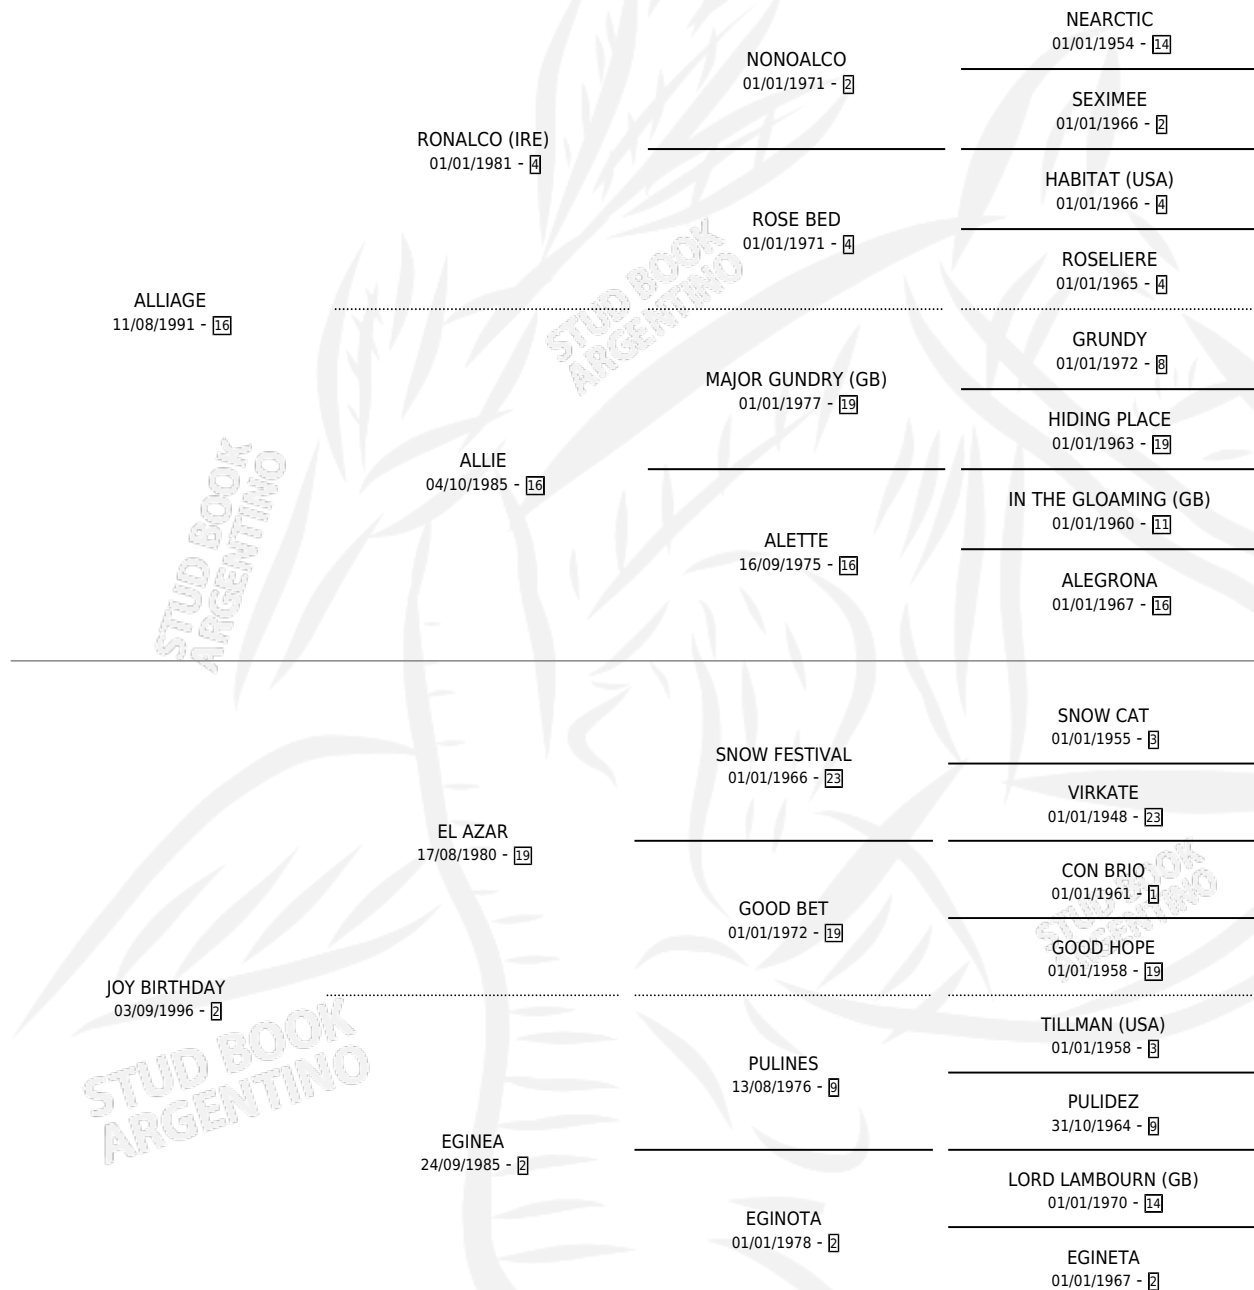 NEARCTIC
01/01/1954 - 14
NONOALCO
01/01/1971 - 2
SEXIMEE
01/01/1966 - 2
RONALCO (IRE)
01/01/1981 - 4
HABITAT (USA)
01/01/1966 - 4
ROSE BED
01/01/1971 - 4
ROSELIERE
01/01/1965 - 4
ALLIAGE
11/08/1991 - 16
GRUNDY
01/01/1972 - 8
MAJOR GUNDRY (GB)
01/01/1977 - 19
HIDING PLACE
01/01/1963 - 19
ALLIE
04/10/1985 - 16
IN THE GLOAMING (GB)
01/01/1960 - 11
ALETTE
16/09/1975 - 16
ALEGRONA
01/01/1967 - 16
SNOW CAT
01/01/1955 - 3
SNOW FESTIVAL
01/01/1966 - 23
VIRKATE
01/01/1948 - 23
EL AZAR
17/08/1980 - 19
CON BRIO
01/01/1961 - 1
GOOD BET
01/01/1972 - 19
GOOD HOPE
01/01/1958 - 19
JOY BIRTHDAY
03/09/1996 - 2
TILLMAN (USA)
01/01/1958 - 3
PULINES
13/08/1976 - 9
PULIDEZ
31/10/1964 - 9
EGINEA
24/09/1985 - 2
LORD LAMBOURN (GB)
01/01/1970 - 14
EGINOTA
01/01/1978 - 2
EGINETA
01/01/1967 - 2
STUD BOOK
ARGENTINO
STUD BOOK
ARGENTINO
STUD BOOK
ARGENTINO
STUD BOOK
ARGENTINO